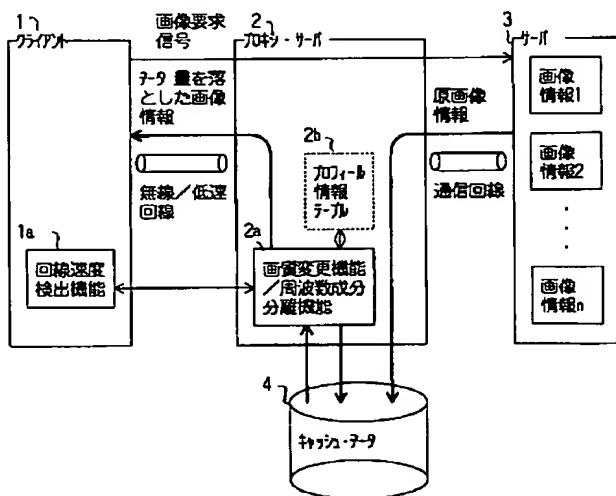 1
クライアント
画像要求
信号
2
プロキシ・サーバ
3
サーバ
データ量を落
とした画像
情報
無線/低速
回線
原画像
情報
通信回線
画像
情報1
画像
情報2
画像
情報n
2b
プロフィール
情報
テーブル
1a
回線速度
検出機能
2a
画質変更機能
/周波数成分
分離機能
4
キャッシュ・データ